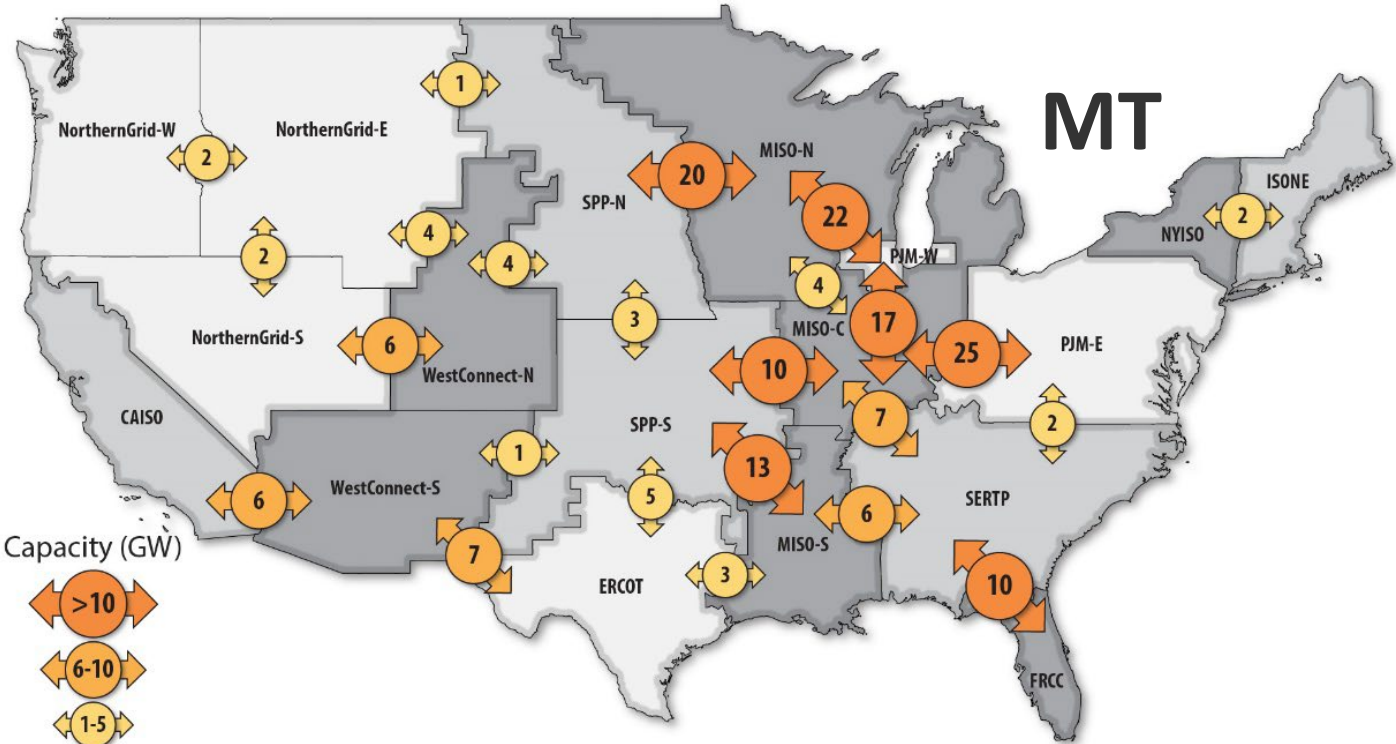 MT
1
NorthernGrid-W
NorthernGrid-E
2
MISO-N
20
ISONE
SPP-N
22
2
NYISO
4
2
4
PJM-W
4
3
17
MISO-C
NorthernGrid-S
6
25
PJM-E
WestConnect-N
10
CAISO
7
2
SPP-S
1
13
WestConnect-S
6
5
SERTP
6
MISO-S
Capacity (GW)
7
3
ERCOT
10
>10
6-10
FRCC
1-5